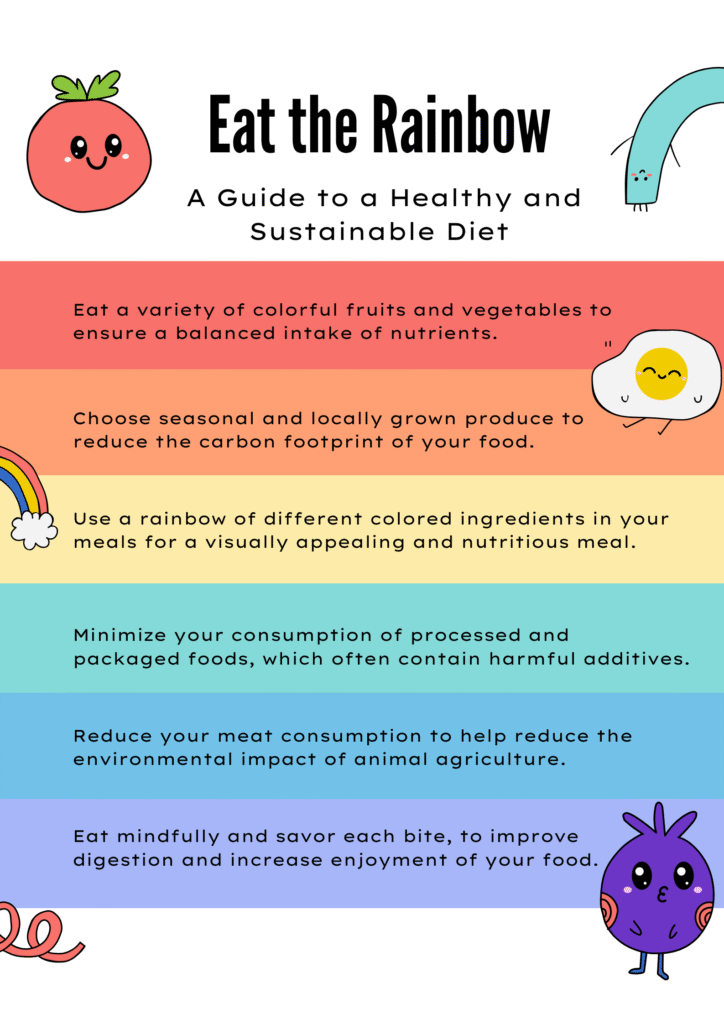 Eat the Rainbow
A Guide to a Healthy and
Sustainable Diet
Eat a variety of colorful fruits and vegetables to
ensure a balanced intake of nutrients.
Choose seasonal and locally grown produce to
reduce the carbon footprint of your food.
Use a rainbow of different colored ingredients in your
meals for a visually appealing and nutritious meal.
Minimize your consumption of processed and
packaged foods, which often contain harmful additives.
Reduce your meat consumption to help reduce the
environmental impact of animal agriculture.
Eat mindfully and savor each bite, to improve
digestion and increase enjoyment of your food.